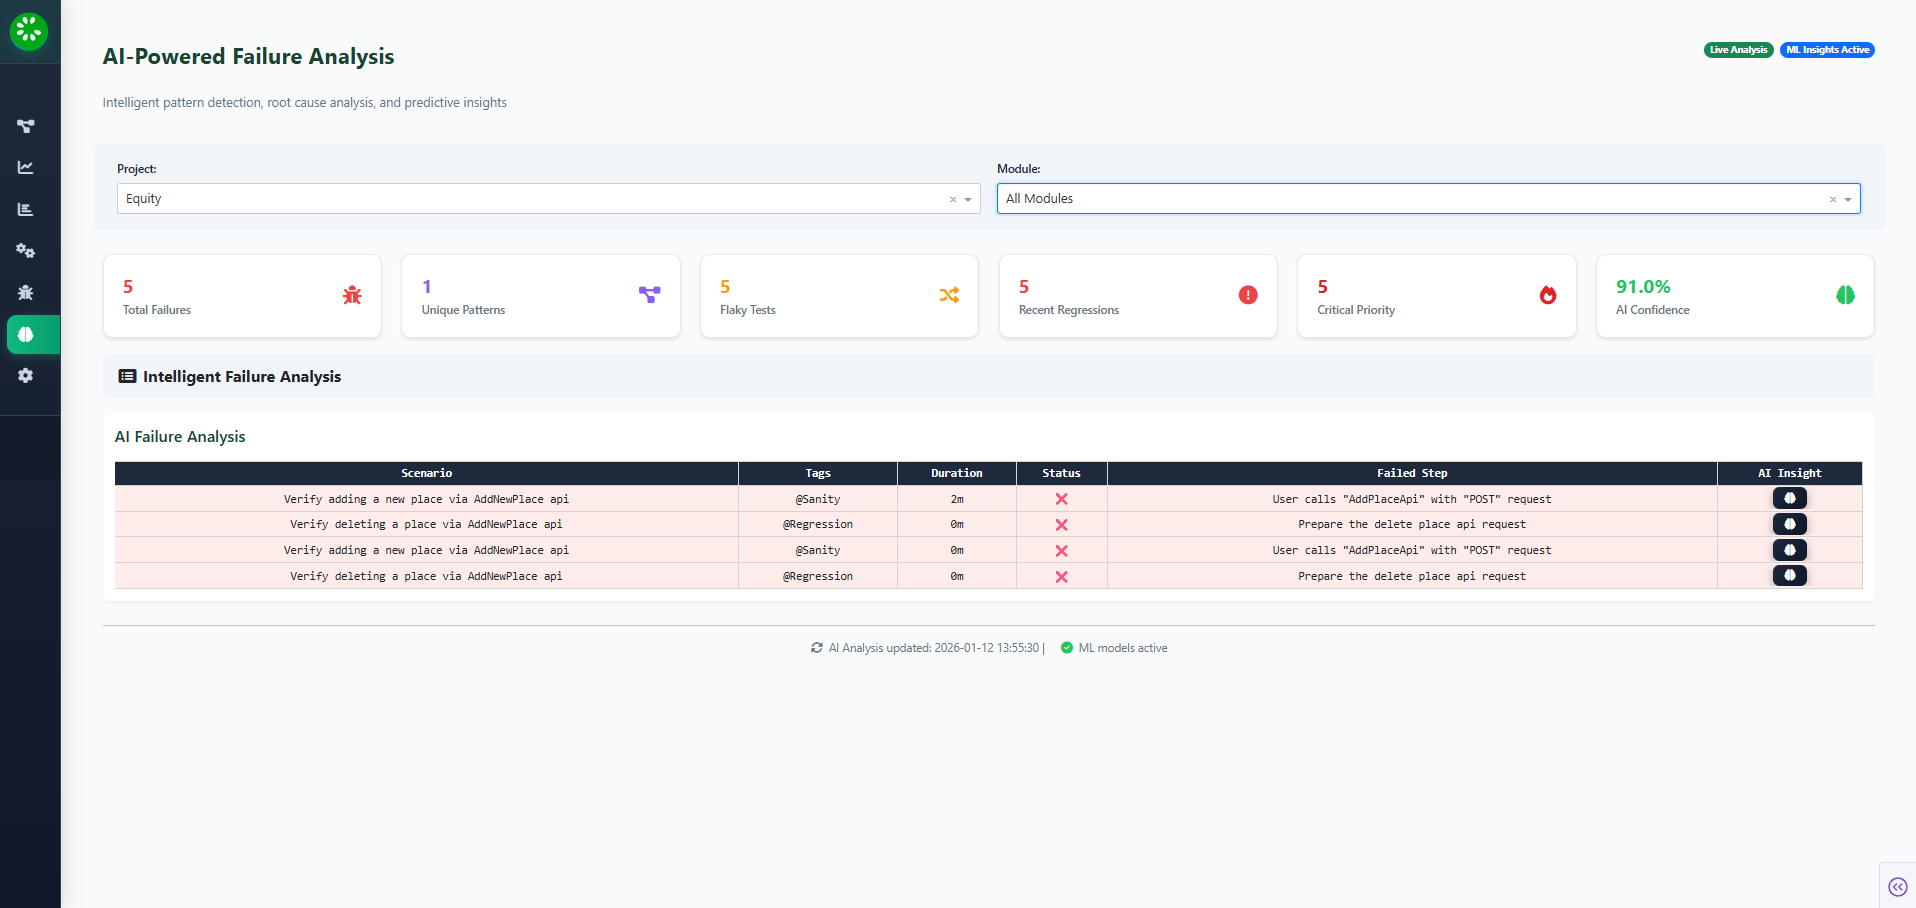 AI-Powered Failure Analysis
Live Analysis
ML Insights Active
Intelligent pattern detection, root cause analysis, and predictive insights
Project:
Module:
Equity
All Modules
5
Total Failures
1
Unique Patterns
5
Flaky Tests
5
Recent Regressions
5
Critical Priority
91.0%
AI Confidence
Intelligent Failure Analysis
AI Failure Analysis
Scenario Tags Duration Status Failed Step AI Insight
Verify adding a new place via AddNewPlace api @Sanity 2m ❌ User calls "AddPlaceApi" with "POST" request
Verify deleting a place via AddNewPlace api @Regression 0m ❌ Prepare the delete place api request
Verify adding a new place via AddNewPlace api @Sanity 0m ❌ User calls "AddPlaceApi" with "POST" request
Verify deleting a place via AddNewPlace api @Regression 0m ❌ Prepare the delete place api request
AI Analysis updated: 2026-01-12 13:55:30 | ML models active